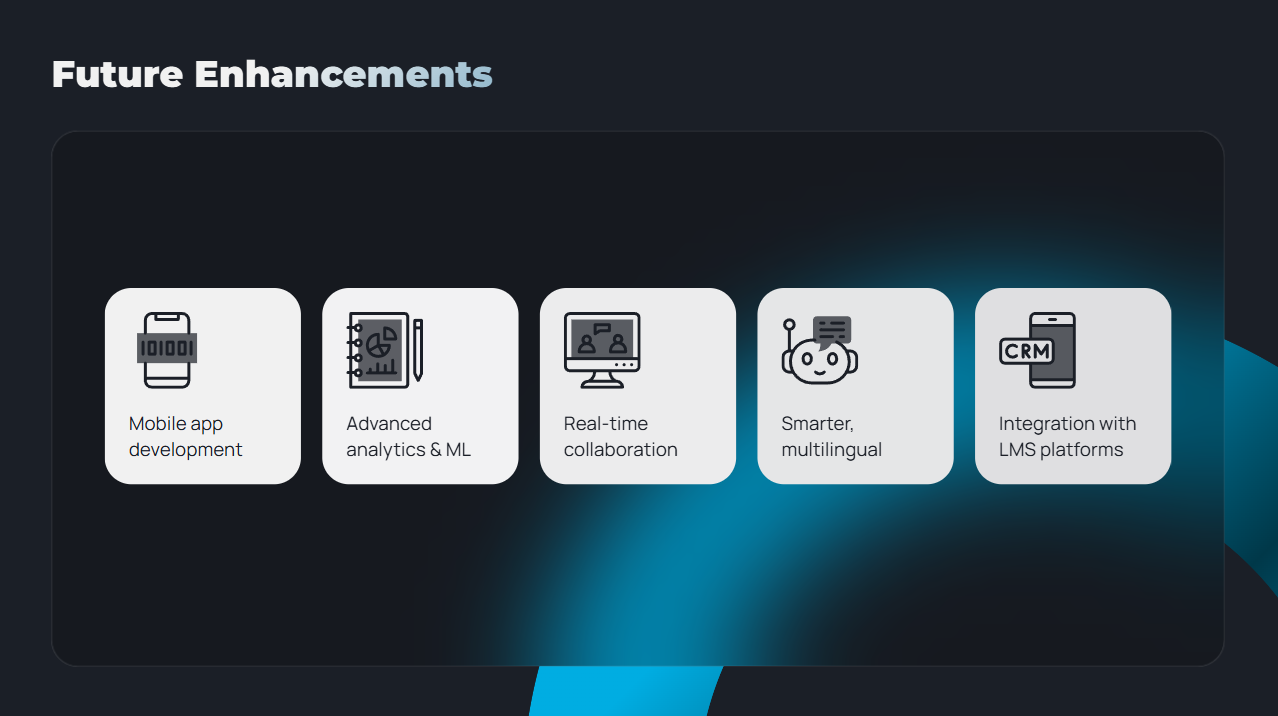 Future Enhancements
101001
Mobile app
development
Advanced
analytics & ML
Real-time
collaboration
Smarter,
multilingual
CRM
Integration with
LMS platforms